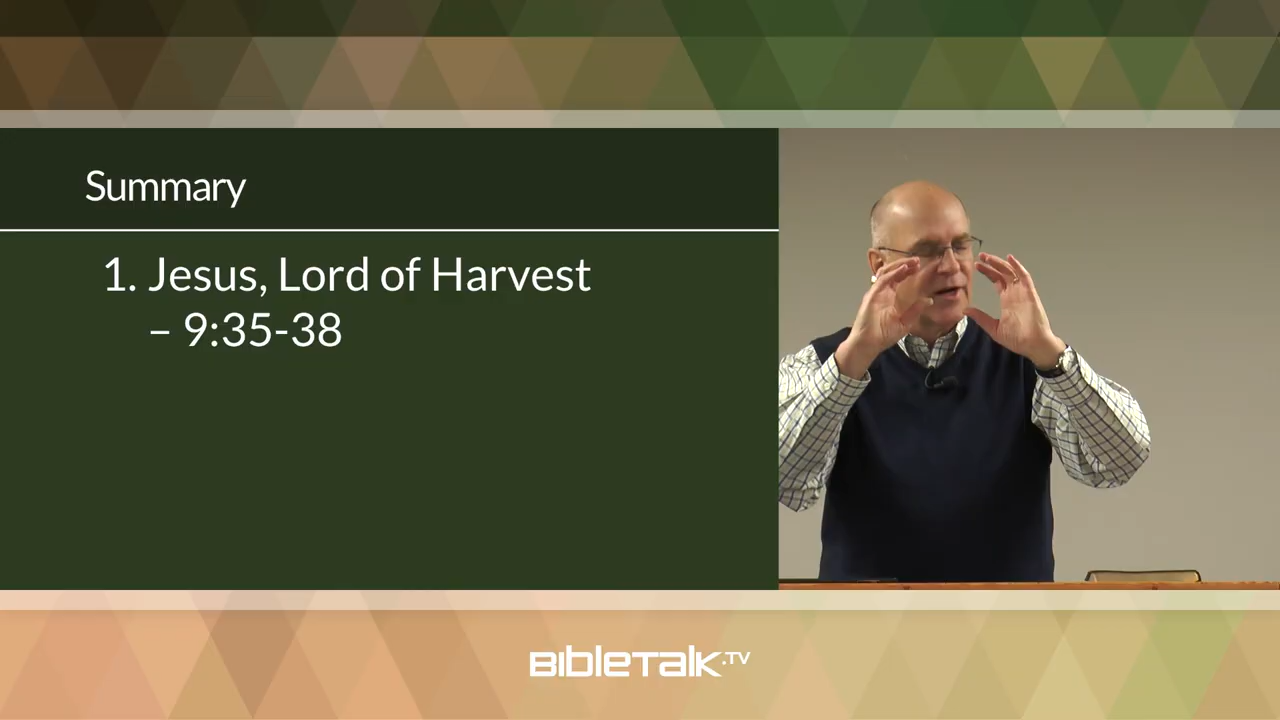 Summary
1. Jesus, Lord of Harvest
– 9:35-38
BIBLETALK.TV